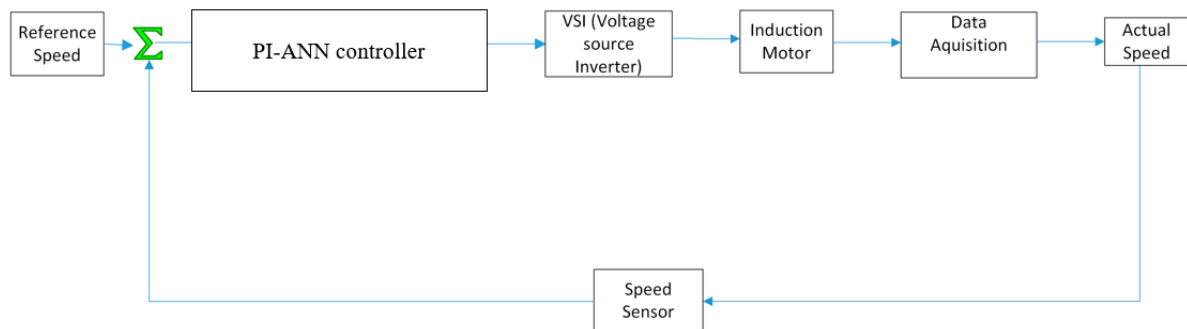 Reference
Speed
Σ
PI-ANN controller
VSI (Voltage
source
Inverter)
Induction
Motor
Data
Aquisition
Actual
Speed
Speed
Sensor